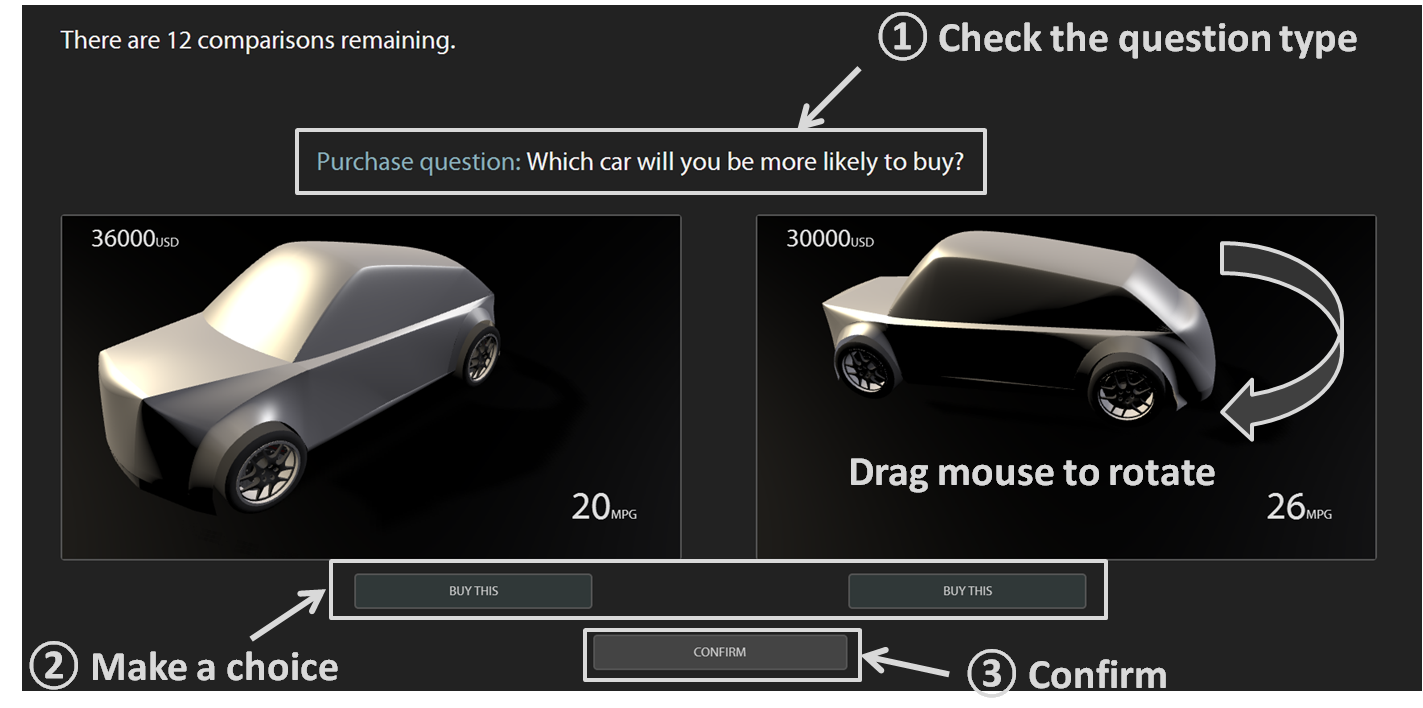 There are 12 comparisons remaining.
① Check the question type
Purchase question: Which car will you be more likely to buy?
36000USD
30000USD
Drag mouse to rotate
20MPG
26MPG
BUY THIS
BUY THIS
② Make a choice
CONFIRM
③ Confirm